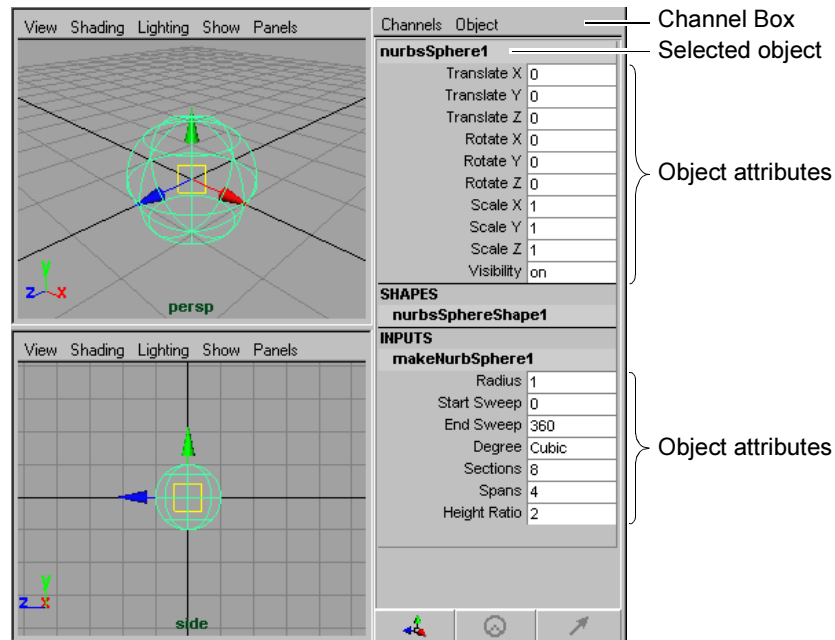 View Shading Lighting Show Panels
y
z x
persp
View Shading Lighting Show Panels
y
z x
side
Channels Object
nurbsSphere1
Translate X 0
Translate Y 0
Translate Z 0
Rotate X 0
Rotate Y 0
Rotate Z 0
Scale X 1
Scale Y 1
Scale Z 1
Visibility on
SHAPES
nurbsSphereShape1
INPUTS
makeNurbSphere1
Radius 1
Start Sweep 0
End Sweep 360
Degree Cubic
Sections 8
Spans 4
Height Ratio 2
Channel Box
Selected object
Object attributes
Object attributes